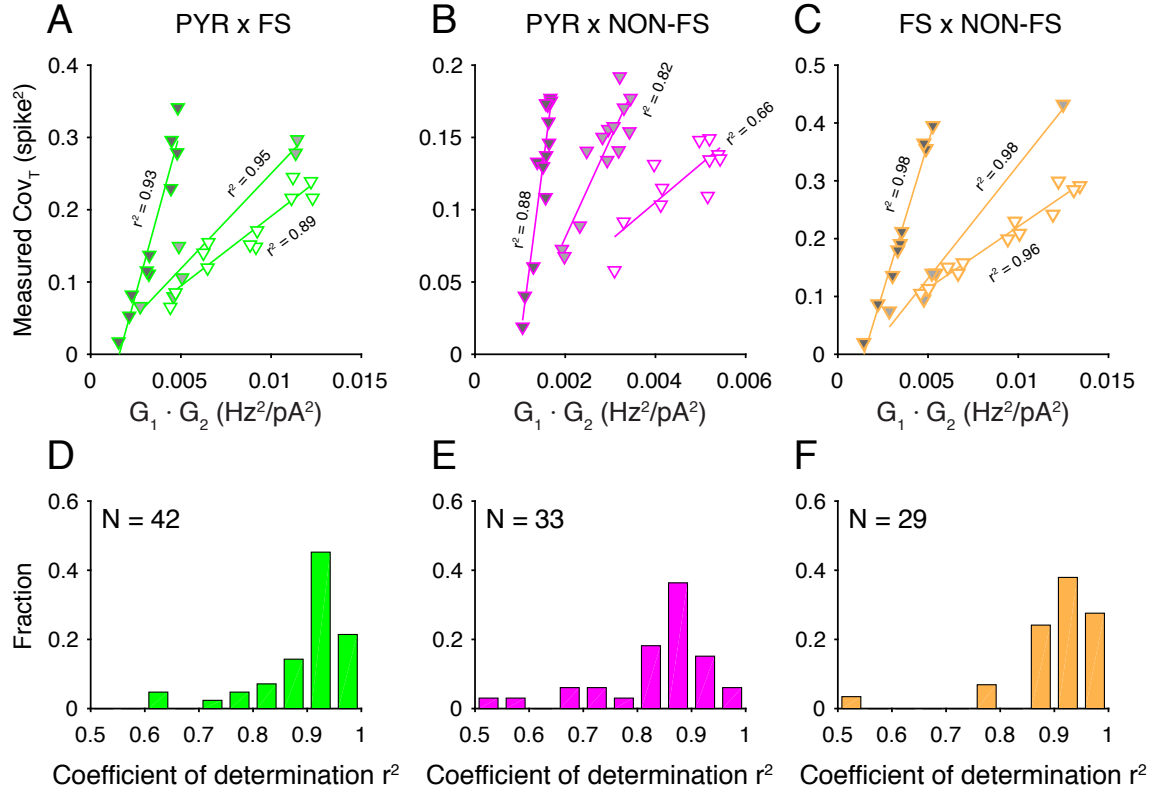 A
PYR x FS
B
PYR x NON-FS
C
FS x NON-FS
Measured Cov_T (spike²)
0.4
0.3
0.2
0.1
0
r² = 0.93
r² = 0.95
r² = 0.89
0
0.005
0.01
0.015
G₁ · G₂ (Hz²/pA²)
0.2
0.15
0.1
0.05
0
r² = 0.88
r² = 0.82
r² = 0.66
0
0.002
0.004
0.006
G₁ · G₂ (Hz²/pA²)
0.5
0.4
0.3
0.2
0.1
0
r² = 0.98
r² = 0.98
r² = 0.96
0
0.005
0.01
0.015
G₁ · G₂ (Hz²/pA²)
D
N = 42
Fraction
0.6
0.4
0.2
0
0.5
0.6
0.7
0.8
0.9
1
Coefficient of determination r²
E
N = 33
0.6
0.4
0.2
0
0.5
0.6
0.7
0.8
0.9
1
Coefficient of determination r²
F
N = 29
0.6
0.4
0.2
0
0.5
0.6
0.7
0.8
0.9
1
Coefficient of determination r²